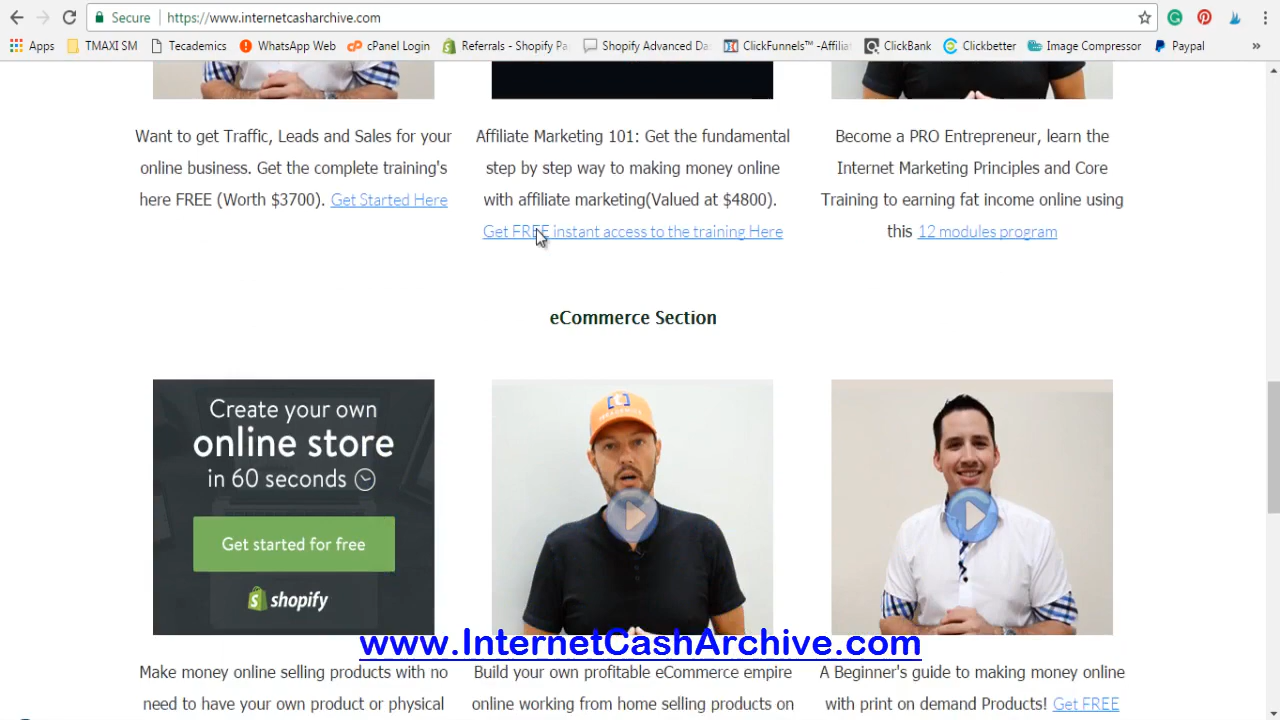 Secure
https://www.internetcasharchive.com
Apps
TMAXI SM
Tecademics
WhatsApp Web
cPanel Login
Referrals - Shopify Pa
Shopify Advanced Da
ClickFunnels™ -Affilia
ClickBank
Clickbetter
Image Compressor
Paypal
»
Want to get Traffic, Leads and Sales for your
online business. Get the complete training's
here FREE (Worth $3700). Get Started Here
Affiliate Marketing 101: Get the fundamental
step by step way to making money online
with affiliate marketing(Valued at $4800).
Get FREE instant access to the training Here
Become a PRO Entrepreneur, learn the
Internet Marketing Principles and Core
Training to earning fat income online using
this 12 modules program
eCommerce Section
Create your own
online store
in 60 seconds
Get started for free
shopify
www.InternetCashArchive.com
Make money online selling products with no
need to have your own product or physical
Build your own profitable eCommerce empire
online working from home selling products on
A Beginner's guide to making money online
with print on demand Products! Get FREE